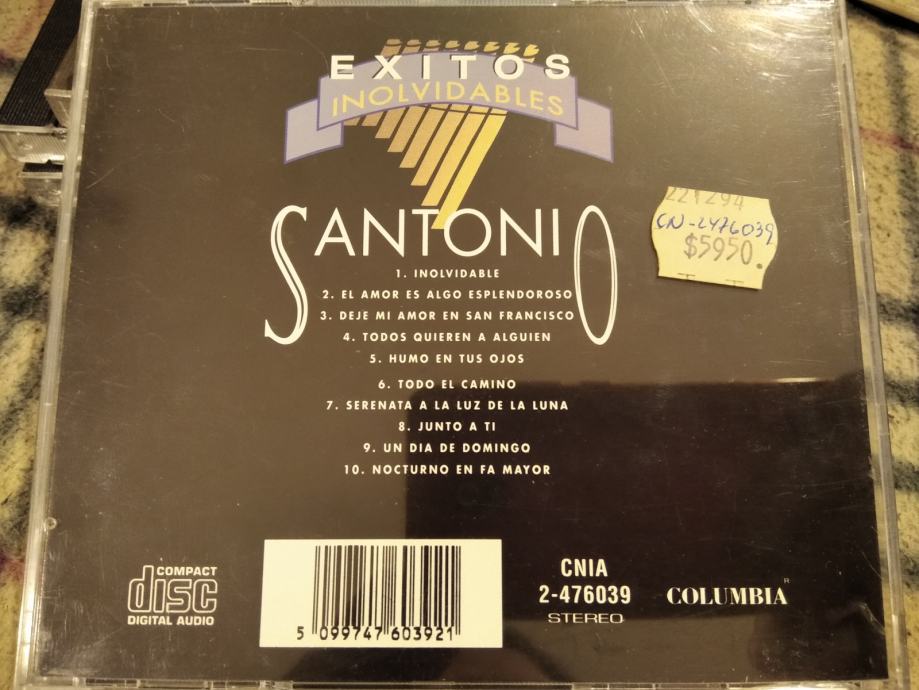 EXITOS
INOLVIDABLES
SANTONIO
221294
CN-2476039
$5950.
1. INOLVIDABLE
2. EL AMOR ES ALGO ESPLENDOROSO
3. DEJE MI AMOR EN SAN FRANCISCO
4. TODOS QUIEREN A ALGUIEN
5. HUMO EN TUS OJOS
6. TODO EL CAMINO
7. SERENATA A LA LUZ DE LA LUNA
8. JUNTO A TI
9. UN DIA DE DOMINGO
10. NOCTURNO EN FA MAYOR
COMPACT
disc
DIGITAL AUDIO
5 099747 603921
CNIA
2-476039
STEREO
COLUMBIA R